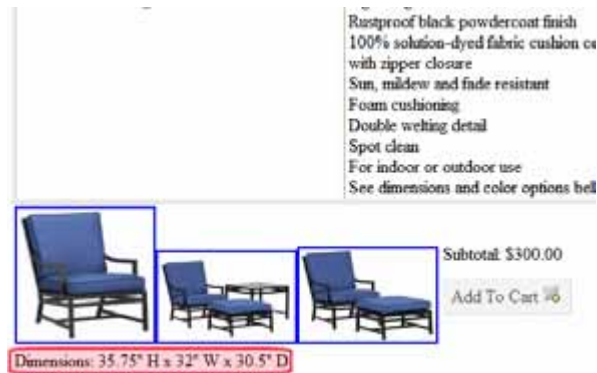 Rustproof black powdercoat finish
100% solution-dyed fabric cushion
with zipper closure
Sun, mildew and fade resistant
Foam cushioning
Double welting detail
Spot clean
For indoor or outdoor use
See dimensions and color options
Subtotal: $300.00
Add To Cart
Dimensions: 35.75" H x 32" W x 30.5" D